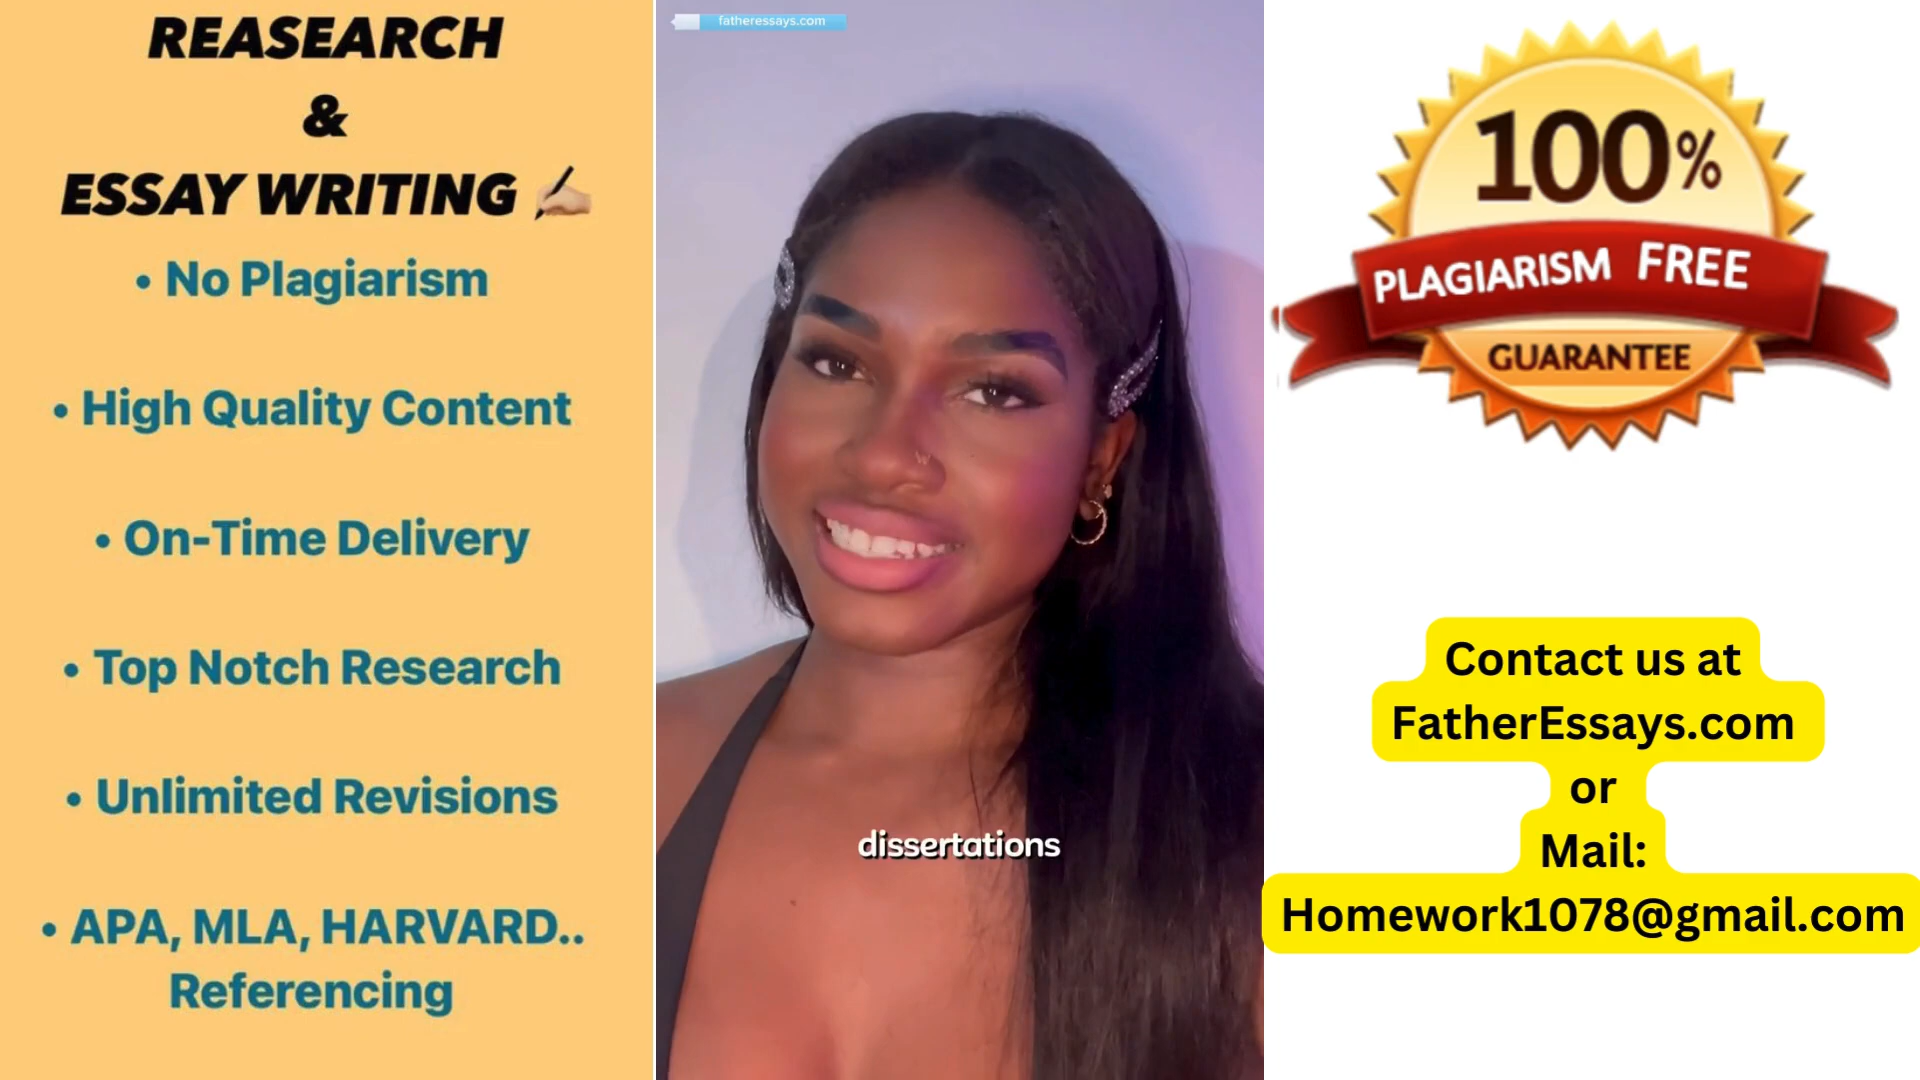 REASEARCH
&
ESSAY WRITING ✍🏼
• No Plagiarism
• High Quality Content
• On-Time Delivery
• Top Notch Research
• Unlimited Revisions
• APA, MLA, HARVARD..
Referencing
fatheressays.com
dissertations
100%
PLAGIARISM FREE
GUARANTEE
Contact us at
FatherEssays.com
or
Mail:
Homework1078@gmail.com